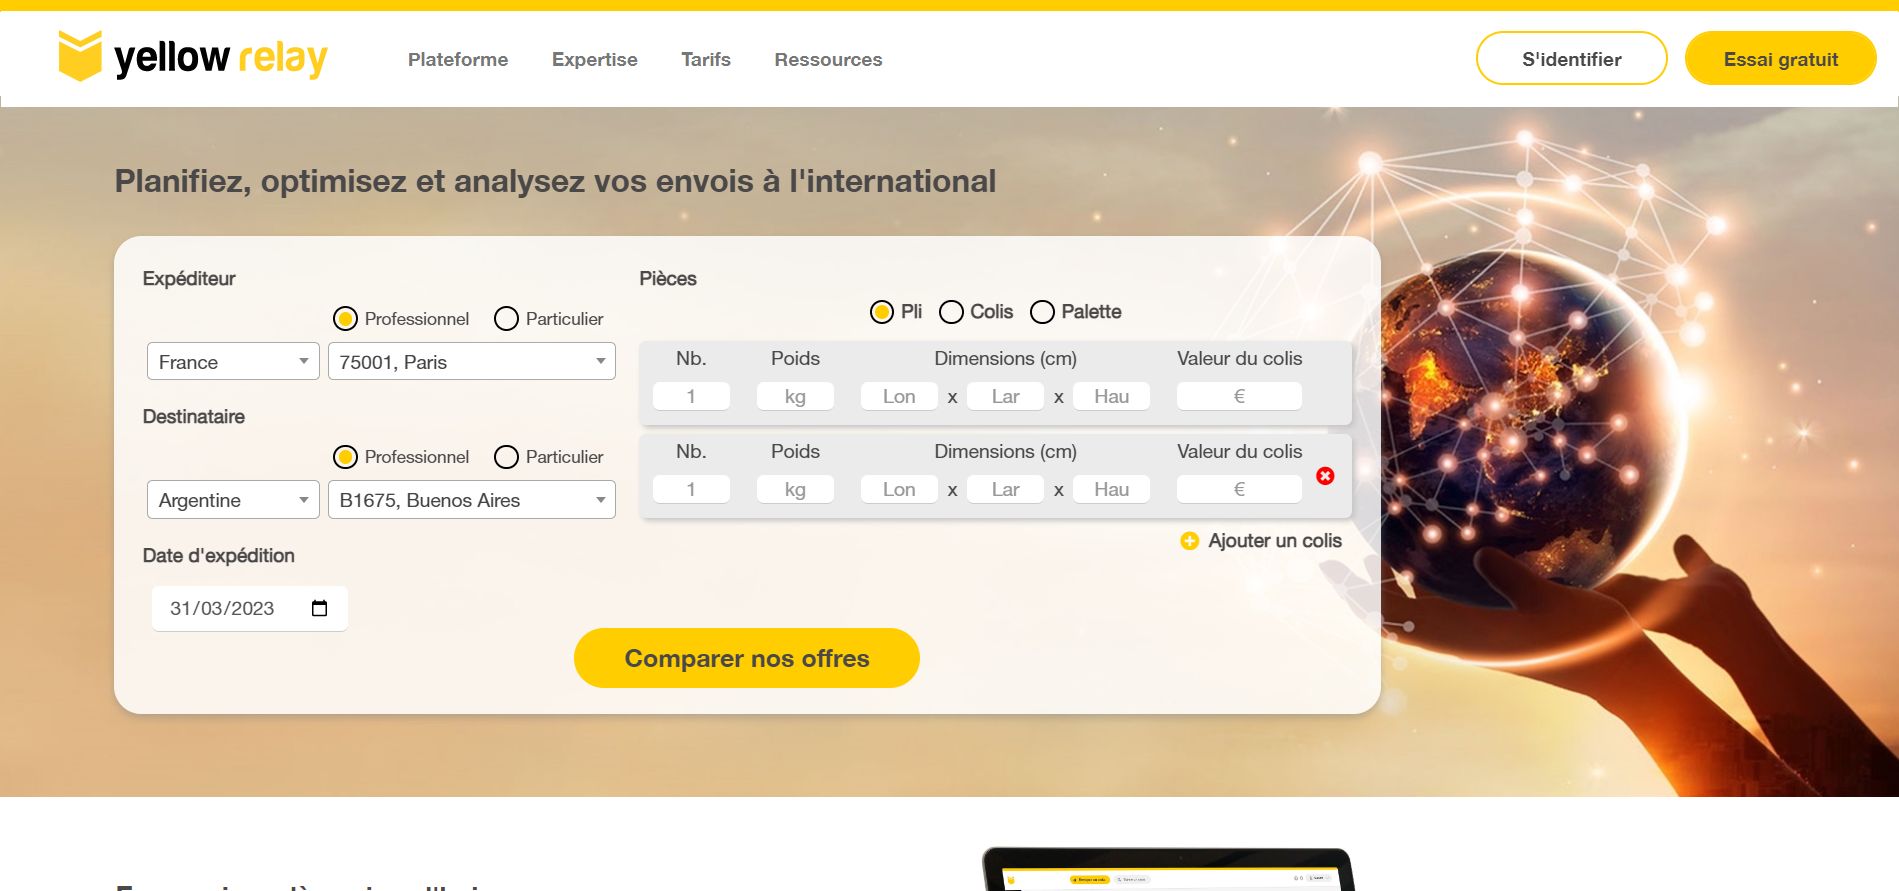 yellow relay
Plateforme Expertise Tarifs Ressources
S'identifier Essai gratuit
Planifiez, optimisez et analysez vos envois à l'international
Expéditeur
Professionnel Particulier
France 75001, Paris
Destinataire
Professionnel Particulier
Argentine B1675, Buenos Aires
Date d'expédition
31/03/2023
Pièces
Pli Colis Palette
Nb. Poids Dimensions (cm) Valeur du colis
1 kg Lon x Lar x Hau €
Nb. Poids Dimensions (cm) Valeur du colis
1 kg Lon x Lar x Hau €
Ajouter un colis
Comparer nos offres